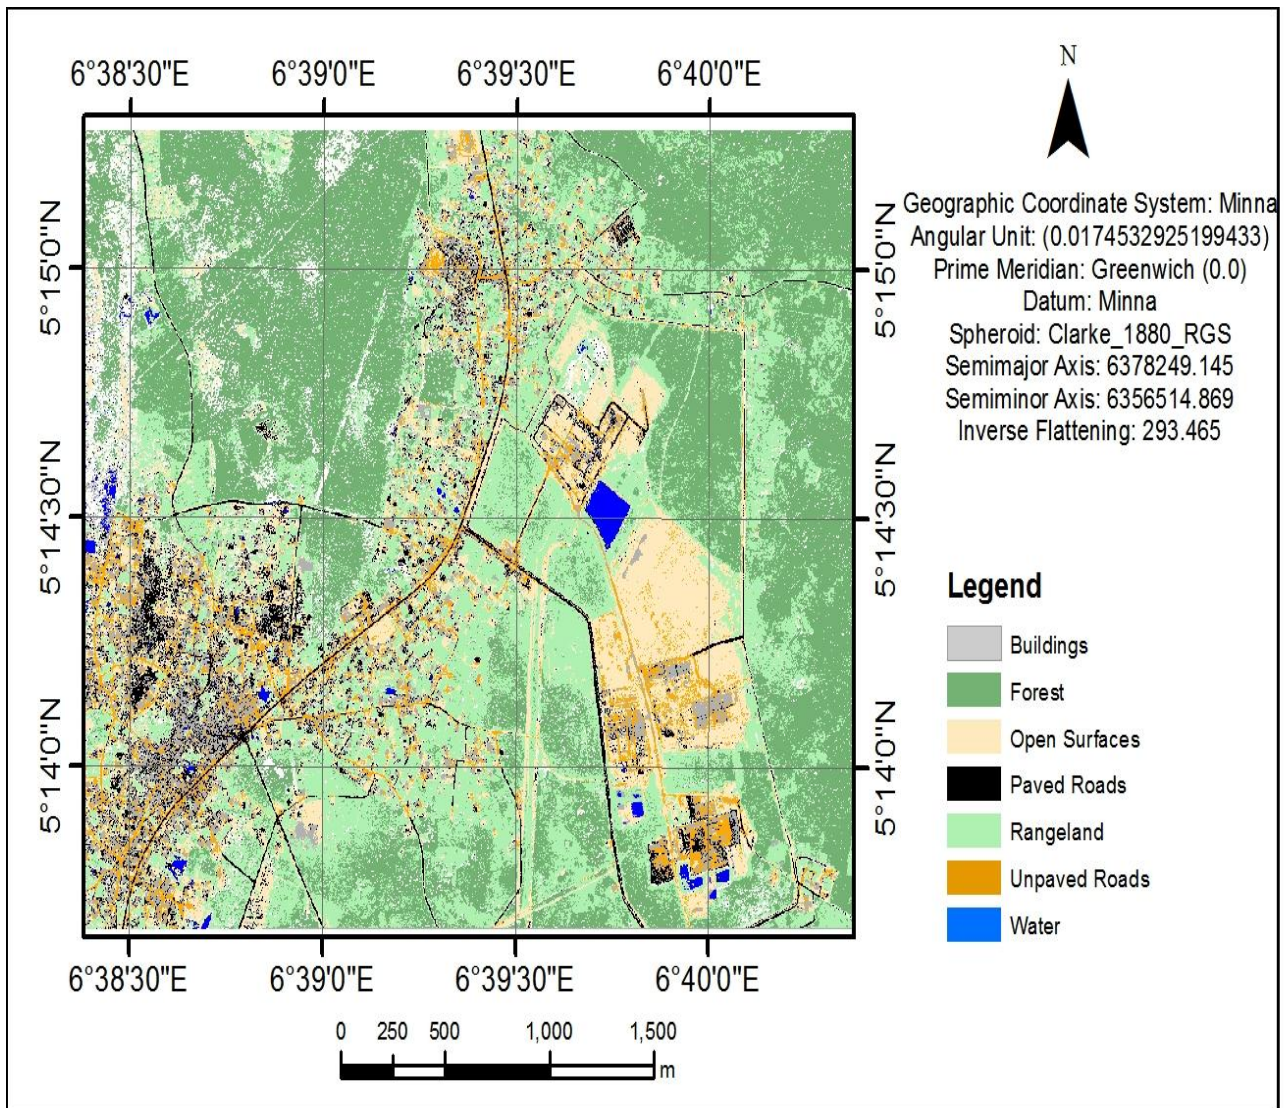 6°38'30"E 6°39'0"E 6°39'30"E 6°40'0"E
N
Geographic Coordinate System: Minna
Angular Unit: (0.0174532925199433)
Prime Meridian: Greenwich (0.0)
Datum: Minna
Spheroid: Clarke_1880_RGS
Semimajor Axis: 6378249.145
Semiminor Axis: 6356514.869
Inverse Flattening: 293.465
5°15'0"N 5°15'0"N
5°14'30"N 5°14'30"N
5°14'0"N 5°14'0"N
Legend
Buildings
Forest
Open Surfaces
Paved Roads
Rangeland
Unpaved Roads
Water
6°38'30"E 6°39'0"E 6°39'30"E 6°40'0"E
0 250 500 1,000 1,500
m